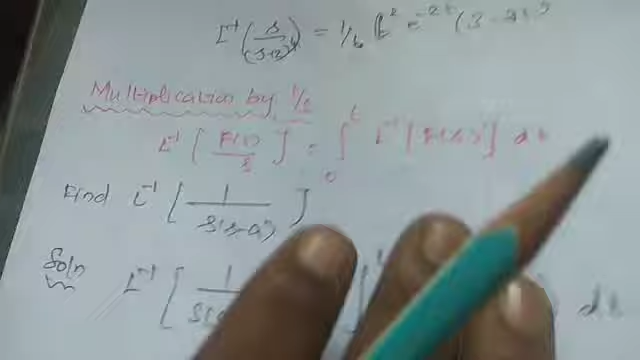 L⁻¹(s/(s-2)⁴) = 1/6 t² e⁻²ᵗ (3-2t)
Multiplication by 1/s
L⁻¹[F(s)/s] = ∫₀ᵗ L⁻¹[F(s)] dt
Find L⁻¹[1/s(s-a)]
Soln L⁻¹[1/s(s dt